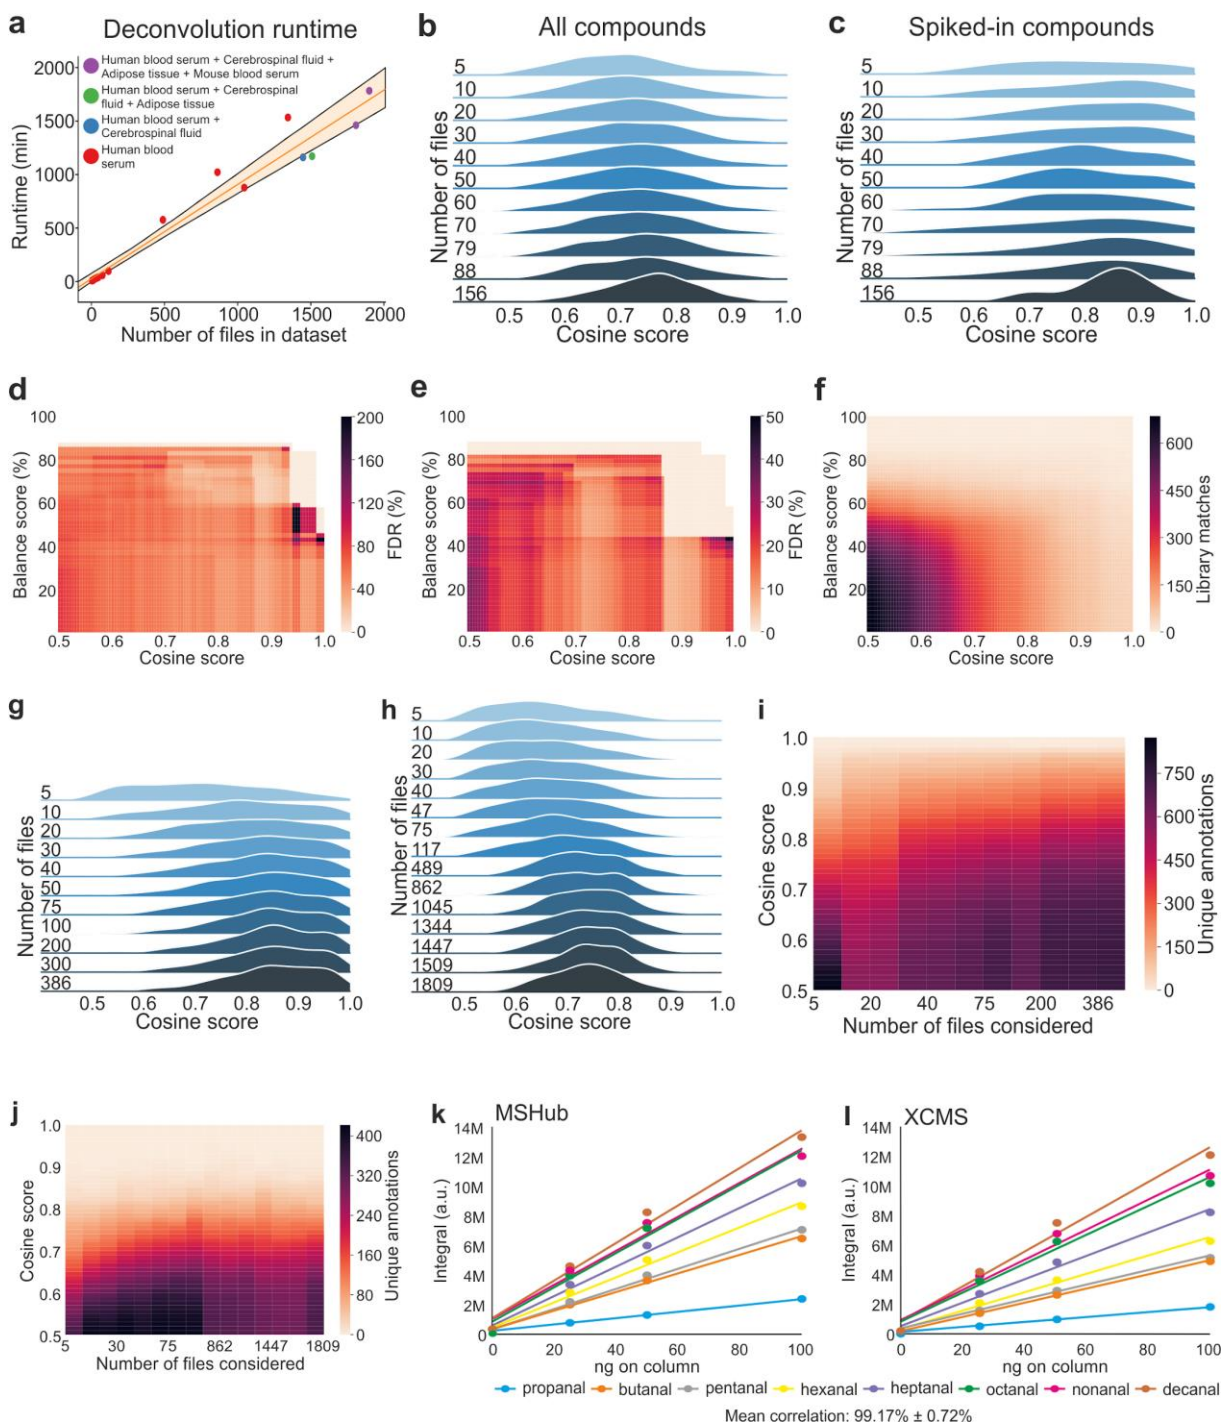 a
Deconvolution runtime
Human blood serum + Cerebrospinal fluid +
Adipose tissue + Mouse blood serum
Human blood serum + Cerebrospinal
fluid + Adipose tissue
Human blood serum +
Cerebrospinal fluid
Human blood
serum
Runtime (min)
2000
1500
1000
500
0
0 500 1000 1500 2000
Number of files in dataset
b
All compounds
Number of files
5
10
20
30
40
50
60
70
79
88
156
0.5 0.6 0.7 0.8 0.9 1.0
Cosine score
c
Spiked-in compounds
Number of files
5
10
20
30
40
50
60
70
79
88
156
0.5 0.6 0.7 0.8 0.9 1.0
Cosine score
d
Balance score (%)
100
80
60
40
20
0.5 0.6 0.7 0.8 0.9 1.0
Cosine score
200
160
120
80
40
0
FDR (%)
e
Balance score (%)
100
80
60
40
20
0.5 0.6 0.7 0.8 0.9 1.0
Cosine score
50
40
30
20
10
0
FDR (%)
f
Balance score (%)
100
80
60
40
20
0.5 0.6 0.7 0.8 0.9 1.0
Cosine score
600
450
300
150
0
Library matches
g
Number of files
5
10
20
30
40
50
75
100
200
300
386
0.5 0.6 0.7 0.8 0.9 1.0
Cosine score
h
Number of files
5
10
20
30
40
47
75
117
489
862
1045
1344
1447
1509
1809
0.5 0.6 0.7 0.8 0.9 1.0
Cosine score
i
Cosine score
1.0
0.9
0.8
0.7
0.6
0.5
5 20 40 75 200 386
Number of files considered
750
600
450
300
150
0
Unique annotations
j
Cosine score
1.0
0.9
0.8
0.7
0.6
0.5
5 30 75 862 1447 1809
Number of files considered
400
320
240
160
80
0
Unique annotations
k
MSHub
Integral (a.u.)
14M
12M
10M
8M
6M
4M
2M
0
0 20 40 60 80 100
ng on column
l
XCMS
Integral (a.u.)
14M
12M
10M
8M
6M
4M
2M
0
0 20 40 60 80 100
ng on column
propanal butanal pentanal hexanal heptanal octanal nonanal decanal
Mean correlation: 99.17% ± 0.72%